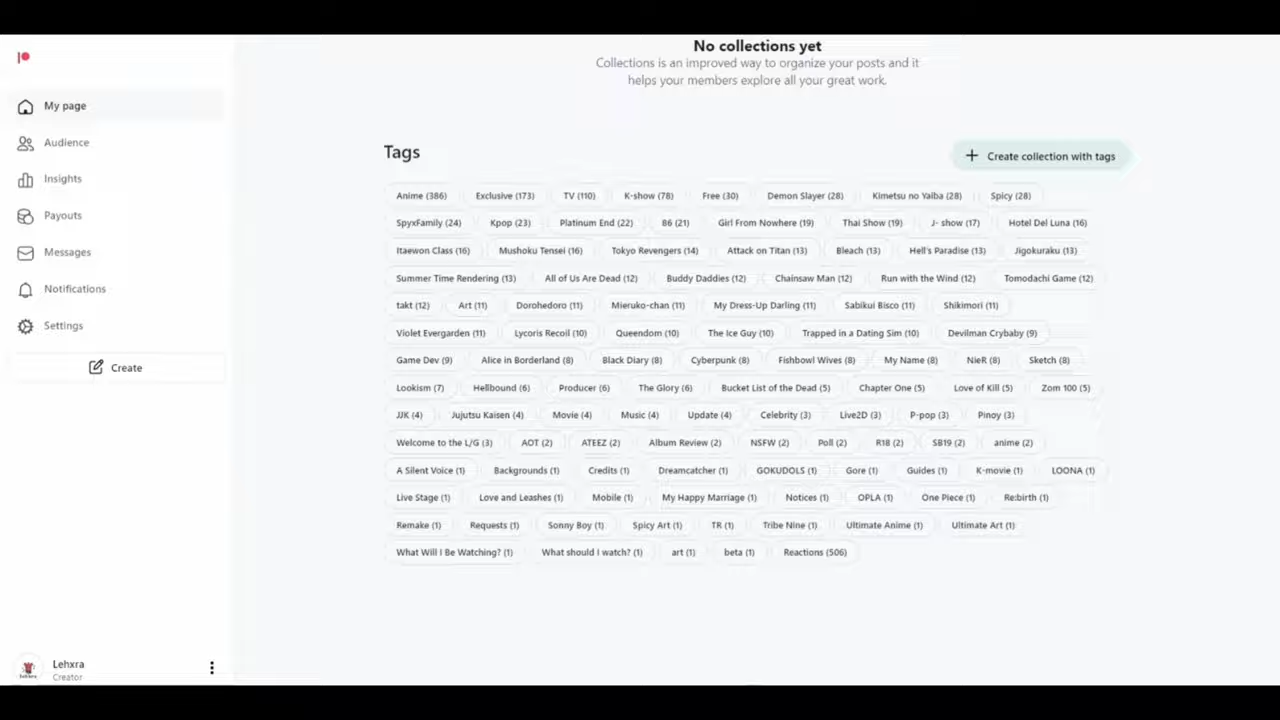 No collections yet
Collections is an improved way to organize your posts and it
helps your members explore all your great work.
My page
Audience
Insights
Payouts
Messages
Notifications
Settings
Create
Tags
Create collection with tags
Anime (386) Exclusive (173) TV (110) K-show (78) Free (30) Demon Slayer (28) Kimetsu no Yaiba (28) Spicy (28)
SpyxFamily (24) Kpop (23) Platinum End (22) 86 (21) Girl From Nowhere (19) Thai Show (19) J- show (17) Hotel Del Luna (16)
Itaewon Class (16) Mushoku Tensei (16) Tokyo Revengers (14) Attack on Titan (13) Bleach (13) Hell's Paradise (13) Jigokuraku (13)
Summer Time Rendering (13) All of Us Are Dead (12) Buddy Daddies (12) Chainsaw Man (12) Run with the Wind (12) Tomodachi Game (12)
takt (12) Art (11) Dorohedoro (11) Mieruko-chan (11) My Dress-Up Darling (11) Sabikui Bisco (11) Shikimori (11)
Violet Evergarden (11) Lycoris Recoil (10) Queendom (10) The Ice Guy (10) Trapped in a Dating Sim (10) Devilman Crybaby (9)
Game Dev (9) Alice in Borderland (8) Black Diary (8) Cyberpunk (8) Fishbowl Wives (8) My Name (8) NieR (8) Sketch (8)
Lookism (7) Hellbound (6) Producer (6) The Glory (6) Bucket List of the Dead (5) Chapter One (5) Love of Kill (5) Zom 100 (5)
JJK (4) Jujutsu Kaisen (4) Movie (4) Music (4) Update (4) Celebrity (3) Live2D (3) P-pop (3) Pinoy (3)
Welcome to the L/G (3) AOT (2) ATEEZ (2) Album Review (2) NSFW (2) Poll (2) R18 (2) SB19 (2) anime (2)
A Silent Voice (1) Backgrounds (1) Credits (1) Dreamcatcher (1) GOKUDOLS (1) Gore (1) Guides (1) K-movie (1) LOONA (1)
Live Stage (1) Love and Leashes (1) Mobile (1) My Happy Marriage (1) Notices (1) OPLA (1) One Piece (1) Re:birth (1)
Remake (1) Requests (1) Sonny Boy (1) Spicy Art (1) TR (1) Tribe Nine (1) Ultimate Anime (1) Ultimate Art (1)
What Will I Be Watching? (1) What should I watch? (1) art (1) beta (1) Reactions (506)
Lehxra
Creator